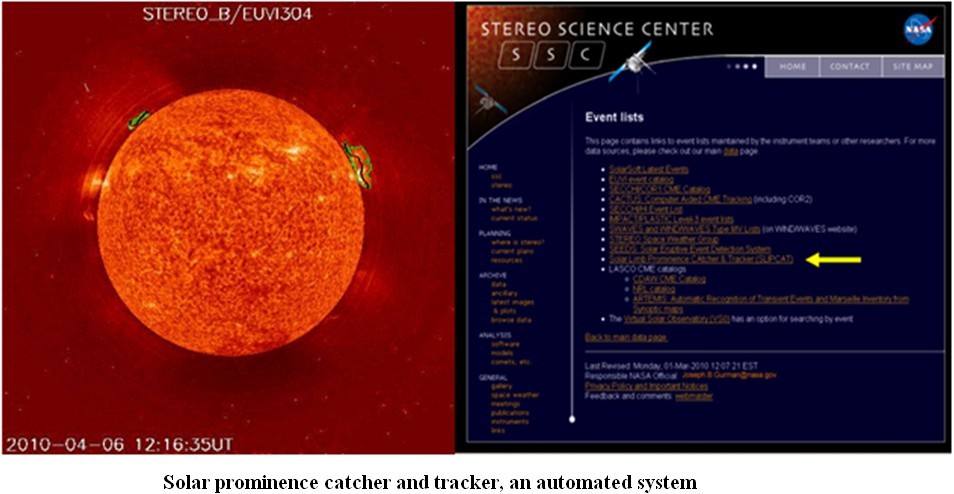 STEREO_B/EUVI304
2010-04-06 12:16:35UT
STEREO SCIENCE CENTER
S S C
NASA
HOME CONTACT SITE MAP
HOME
ssc
stereo
IN THE NEWS
what's new?
current status
PLANNING
where is stereo?
current plans
resources
ARCHIVE
data
ancillary
latest images
& plots
browse data
ANALYSIS
software
models
comets, etc.
GENERAL
gallery
space weather
meetings
publications
instruments
links
Event lists
This page contains links to event lists maintained by the instrument teams or other researchers. For more
data sources, please check out our main data page.
SolarSoft Latest Events
EUVI event catalog
SECCHI/COR1 CME Catalog
CACTUS: Computer Aided CME Tracking (including COR2)
SECCHI/HI Event List
IMPACT/PLASTIC Level 3 event lists
SWAVES and WIND/WAVES Type II/IV Lists (on WIND/WAVES website)
STEREO Space Weather Group
SEEDS: Solar Eruptive Event Detection System
Solar Limb Prominence CAtcher & Tracker (SLIPCAT)
LASCO CME catalogs
CDAW CME Catalog
NRL catalog
ARTEMIS: Automatic Recognition of Transient Events and Marseille Inventory from
Synoptic maps
The Virtual Solar Observatory (VSO) has an option for searching by event
Back to main data page.
Last Revised: Monday, 01-Mar-2010 12:07:21 EST
Responsible NASA Official: Joseph.B.Gurman@nasa.gov
Privacy Policy and Important Notices
Feedback and comments: webmaster
Solar prominence catcher and tracker, an automated system